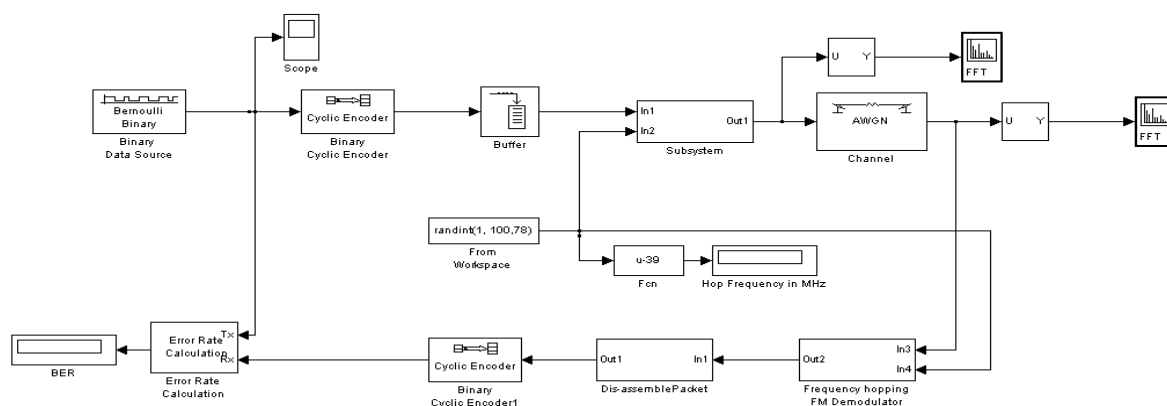 Scope
Bernoulli
Binary
Binary
Data Source
Cyclic Encoder
Binary
Cyclic Encoder
Buffer
In1
In2
Out1
Subsystem
U Y
FFT
AWGN
Channel
U Y
FFT
randint(1, 100,78)
From
Workspace
u-39
Fcn
Hop Frequency in MHz
BER
Error Rate
Calculation
Tx
Rx
Error Rate
Calculation
Cyclic Encoder
Binary
Cyclic Encoder1
Out1 In1
Dis-assemblePacket
Out2
In3
In4
Frequency hopping
FM Demodulator